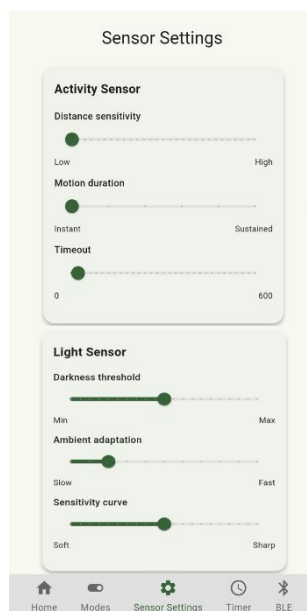 Sensor Settings
Activity Sensor
Distance sensitivity
Low High
Motion duration
Instant Sustained
Timeout
0 600
Light Sensor
Darkness threshold
Min Max
Ambient adaptation
Slow Fast
Sensitivity curve
Soft Sharp
Home Modes Sensor Settings Timer BLE